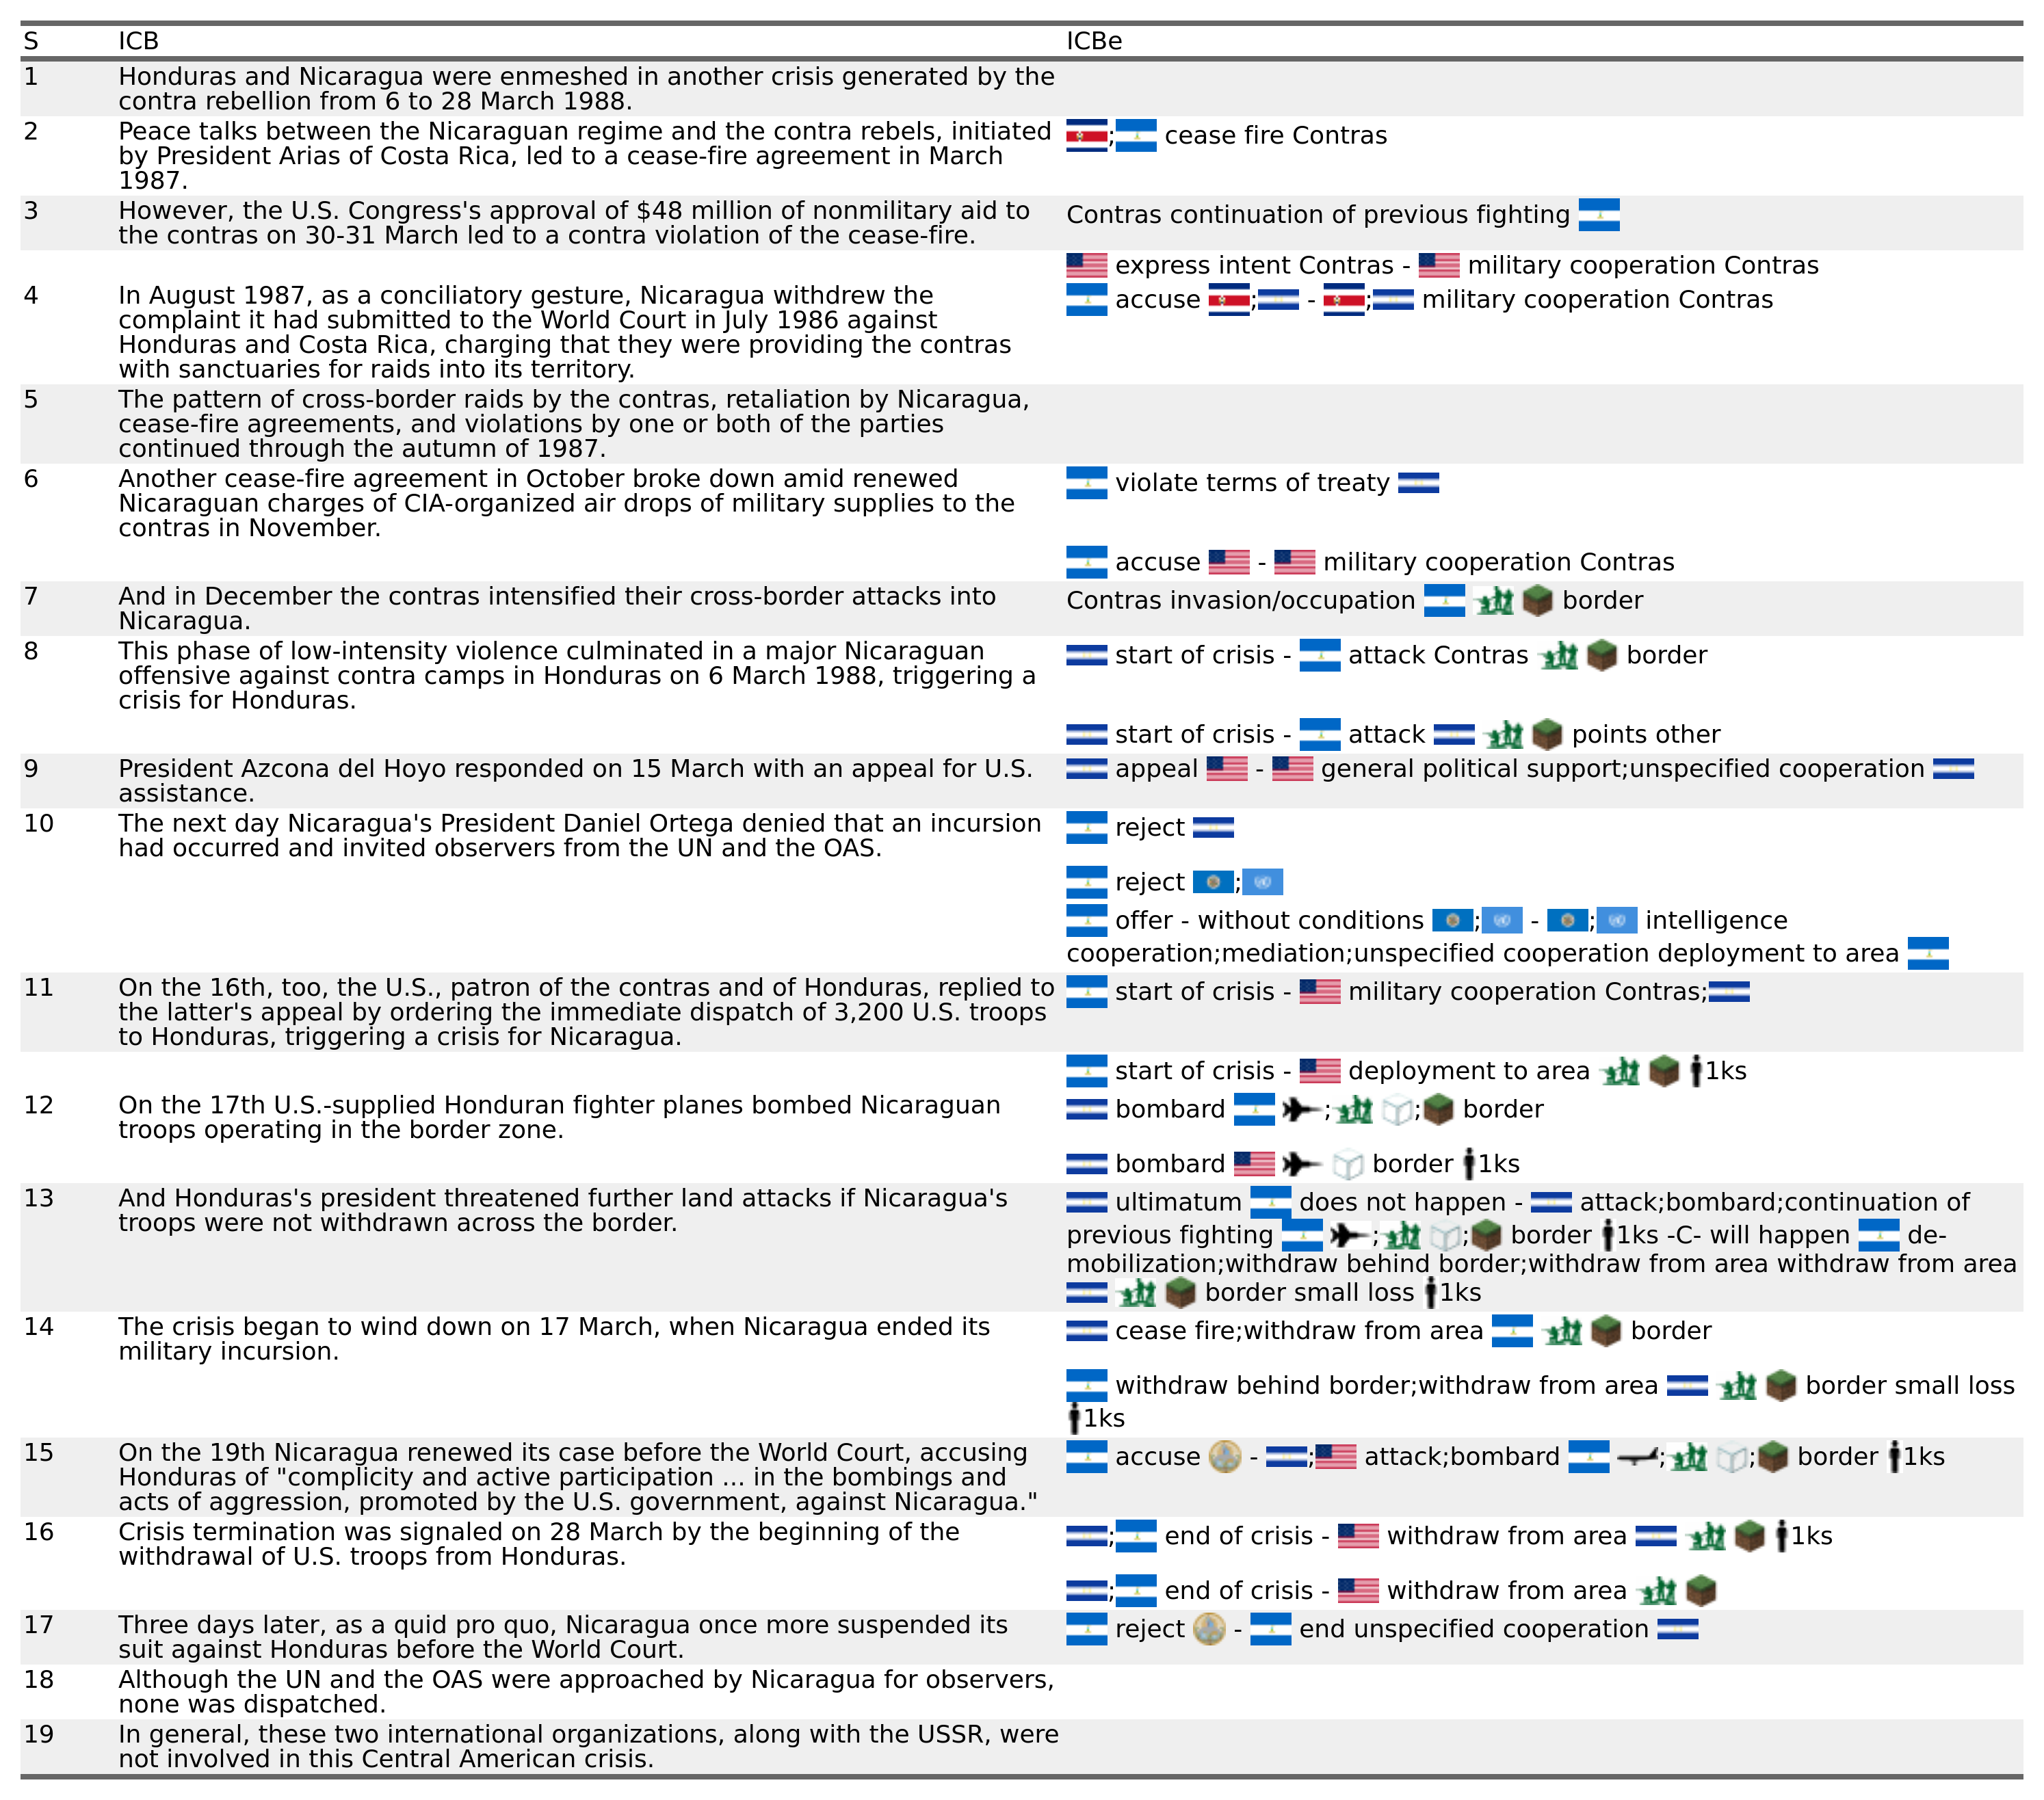 S ICB ICBe
1 Honduras and Nicaragua were enmeshed in another crisis generated by the
contra rebellion from 6 to 28 March 1988.
2 Peace talks between the Nicaraguan regime and the contra rebels, initiated ; cease fire Contras
by President Arias of Costa Rica, led to a cease-fire agreement in March
1987.
3 However, the U.S. Congress's approval of $48 million of nonmilitary aid to Contras continuation of previous fighting
the contras on 30-31 March led to a contra violation of the cease-fire.
express intent Contras - military cooperation Contras
4 In August 1987, as a conciliatory gesture, Nicaragua withdrew the accuse ; - ; military cooperation Contras
complaint it had submitted to the World Court in July 1986 against
Honduras and Costa Rica, charging that they were providing the contras
with sanctuaries for raids into its territory.
5 The pattern of cross-border raids by the contras, retaliation by Nicaragua,
cease-fire agreements, and violations by one or both of the parties
continued through the autumn of 1987.
6 Another cease-fire agreement in October broke down amid renewed violate terms of treaty
Nicaraguan charges of CIA-organized air drops of military supplies to the
contras in November.
accuse - military cooperation Contras
7 And in December the contras intensified their cross-border attacks into Contras invasion/occupation border
Nicaragua.
8 This phase of low-intensity violence culminated in a major Nicaraguan start of crisis - attack Contras border
offensive against contra camps in Honduras on 6 March 1988, triggering a
crisis for Honduras.
start of crisis - attack points other
9 President Azcona del Hoyo responded on 15 March with an appeal for U.S. appeal - general political support;unspecified cooperation
assistance.
10 The next day Nicaragua's President Daniel Ortega denied that an incursion reject
had occurred and invited observers from the UN and the OAS.
reject ;
offer - without conditions ; - ; intelligence
cooperation;mediation;unspecified cooperation deployment to area
11 On the 16th, too, the U.S., patron of the contras and of Honduras, replied to start of crisis - military cooperation Contras;
the latter's appeal by ordering the immediate dispatch of 3,200 U.S. troops
to Honduras, triggering a crisis for Nicaragua.
start of crisis - deployment to area 1ks
12 On the 17th U.S.-supplied Honduran fighter planes bombed Nicaraguan bombard ; ; border
troops operating in the border zone.
bombard border 1ks
13 And Honduras's president threatened further land attacks if Nicaragua's ultimatum does not happen - attack;bombard;continuation of
troops were not withdrawn across the border. previous fighting ; ; border 1ks -C- will happen de-
mobilization;withdraw behind border;withdraw from area withdraw from area
border small loss 1ks
14 The crisis began to wind down on 17 March, when Nicaragua ended its cease fire;withdraw from area border
military incursion.
withdraw behind border;withdraw from area border small loss
1ks
15 On the 19th Nicaragua renewed its case before the World Court, accusing accuse - ; attack;bombard ; ; border 1ks
Honduras of "complicity and active participation ... in the bombings and
acts of aggression, promoted by the U.S. government, against Nicaragua."
16 Crisis termination was signaled on 28 March by the beginning of the ; end of crisis - withdraw from area 1ks
withdrawal of U.S. troops from Honduras.
; end of crisis - withdraw from area
17 Three days later, as a quid pro quo, Nicaragua once more suspended its reject - end unspecified cooperation
suit against Honduras before the World Court.
18 Although the UN and the OAS were approached by Nicaragua for observers,
none was dispatched.
19 In general, these two international organizations, along with the USSR, were
not involved in this Central American crisis.